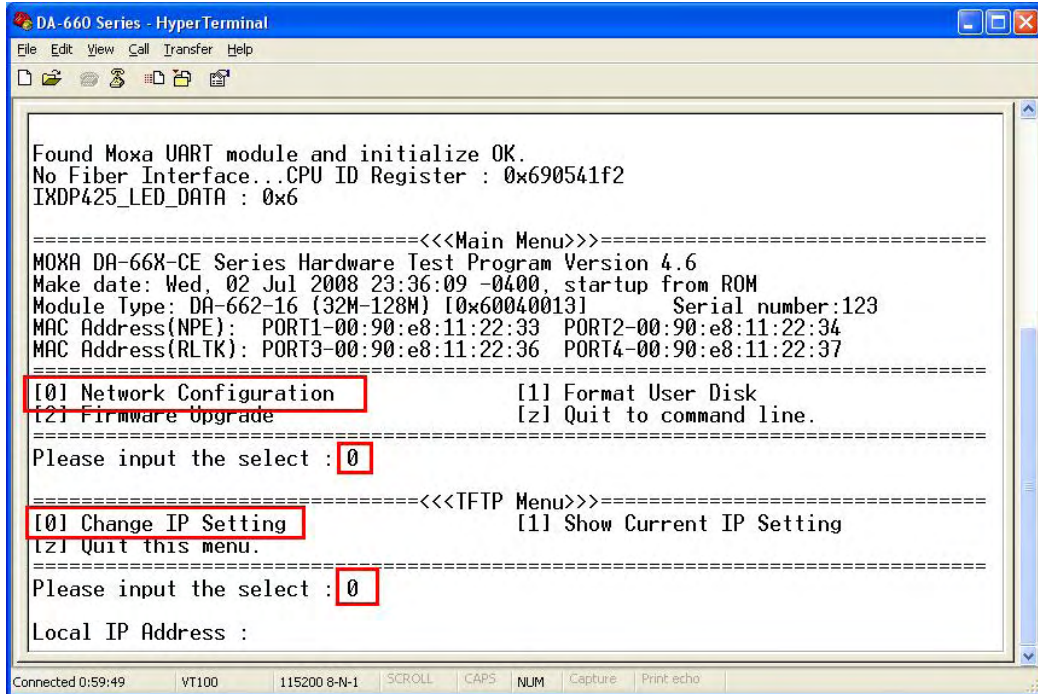 DA-660 Series - HyperTerminal
File Edit View Call Transfer Help
Found Moxa UART module and initialize OK.
No Fiber Interface...CPU ID Register : 0x690541f2
IXDP425_LED_DATA : 0x6
================================<<<Main Menu>>>================================
MOXA DA-66X-CE Series Hardware Test Program Version 4.6
Make date: Wed, 02 Jul 2008 23:36:09 -0400, startup from ROM
Module Type: DA-662-16 (32M-128M) [0x60040013]       Serial number:123
MAC Address(NPE):  PORT1-00:90:e8:11:22:33  PORT2-00:90:e8:11:22:34
MAC Address(RLTK): PORT3-00:90:e8:11:22:36  PORT4-00:90:e8:11:22:37
===============================================================================
[0] Network Configuration               [1] Format User Disk
[2] Firmware Upgrade                    [z] Quit to command line.
===============================================================================
Please input the select : 0
================================<<<TFTP Menu>>>================================
[0] Change IP Setting                   [1] Show Current IP Setting
[z] Quit this menu.
===============================================================================
Please input the select : 0
Local IP Address :
Connected 0:59:49 VT100 115200 8-N-1 SCROLL CAPS NUM Capture Print echo